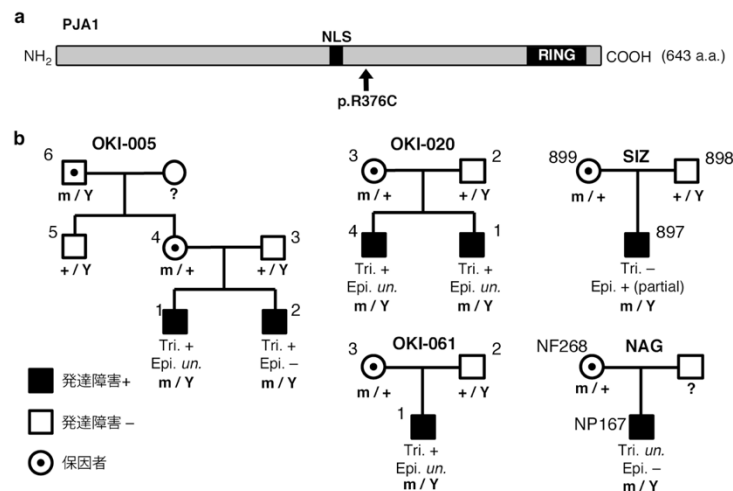 a
PJA1
NLS
NH2
RING
COOH (643 a.a.)
p.R376C
b
OKI-005
6
m / Y
?
5
+ / Y
4
m / +
3
+ / Y
1
Tri. +
Epi. un.
m / Y
2
Tri. +
Epi. –
m / Y
OKI-020
3
m / +
2
+ / Y
4
Tri. +
Epi. un.
m / Y
1
Tri. +
Epi. un.
m / Y
SIZ
899
m / +
898
+ / Y
897
Tri. –
Epi. + (partial)
m / Y
OKI-061
3
m / +
2
+ / Y
1
Tri. +
Epi. un.
m / Y
NAG
NF268
m / +
?
NP167
Tri. un.
Epi. –
m / Y
発達障害+
発達障害 –
保因者